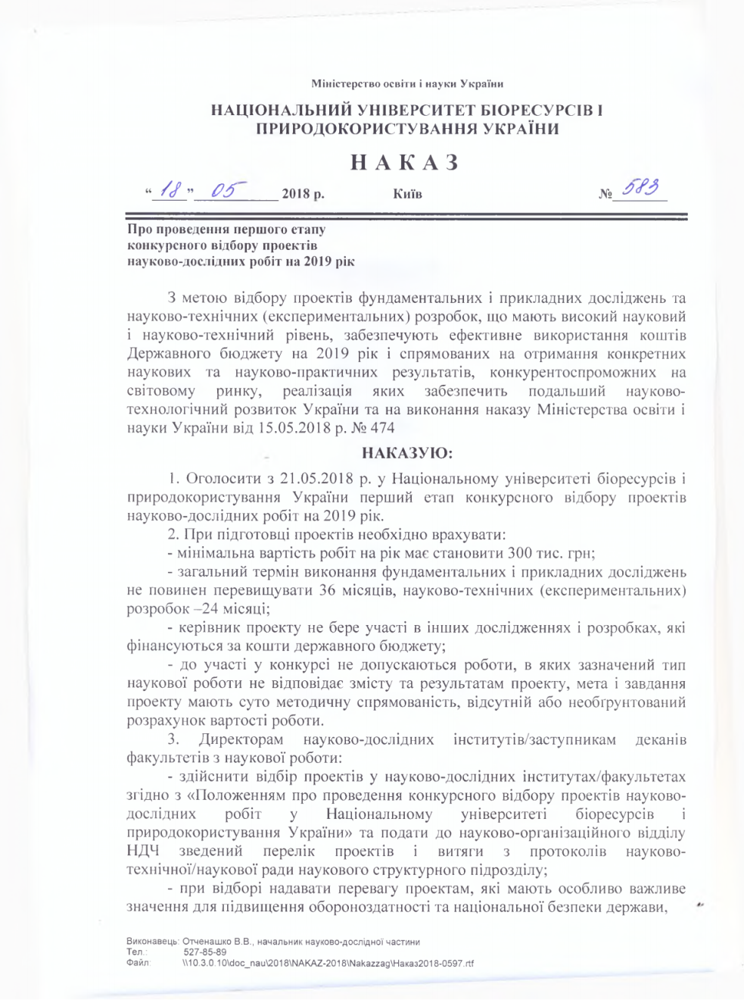 Міністерство освіти і науки України
НАЦІОНАЛЬНИЙ УНІВЕРСИТЕТ БІОРЕСУРСІВ І
ПРИРОДОКОРИСТУВАННЯ УКРАЇНИ
Н А К А З
“ 18 ” 05 2018 р. Київ № 583
Про проведення першого етапу
конкурсного відбору проектів
науково-дослідних робіт на 2019 рік
З метою відбору проектів фундаментальних і прикладних досліджень та
науково-технічних (експериментальних) розробок, що мають високий науковий
і науково-технічний рівень, забезпечують ефективне використання коштів
Державного бюджету на 2019 рік і спрямованих на отримання конкретних
наукових та науково-практичних результатів, конкурентоспроможних на
світовому ринку, реалізація яких забезпечить подальший науково-
технологічний розвиток України та на виконання наказу Міністерства освіти і
науки України від 15.05.2018 р. № 474
НАКАЗУЮ:
1. Оголосити з 21.05.2018 р. у Національному університеті біоресурсів і
природокористування України перший етап конкурсного відбору проектів
науково-дослідних робіт на 2019 рік.
2. При підготовці проектів необхідно врахувати:
- мінімальна вартість робіт на рік має становити 300 тис. грн;
- загальний термін виконання фундаментальних і прикладних досліджень
не повинен перевищувати 36 місяців, науково-технічних (експериментальних)
розробок –24 місяці;
- керівник проекту не бере участі в інших дослідженнях і розробках, які
фінансуються за кошти державного бюджету;
- до участі у конкурсі не допускаються роботи, в яких зазначений тип
наукової роботи не відповідає змісту та результатам проекту, мета і завдання
проекту мають суто методичну спрямованість, відсутній або необґрунтований
розрахунок вартості роботи.
3. Директорам науково-дослідних інститутів/заступникам деканів
факультетів з наукової роботи:
- здійснити відбір проектів у науково-дослідних інститутах/факультетах
згідно з «Положенням про проведення конкурсного відбору проектів науково-
дослідних робіт у Національному університеті біоресурсів і
природокористування України» та подати до науково-організаційного відділу
НДЧ зведений перелік проектів і витяги з протоколів науково-
технічної/наукової ради наукового структурного підрозділу;
- при відборі надавати перевагу проектам, які мають особливо важливе
значення для підвищення обороноздатності та національної безпеки держави,
Виконавець: Отченашко В.В., начальник науково-дослідної частини
Тел.: 527-85-89
Файл: \\10.3.0.10\doc_nau\2018\NAKAZ-2018\Nakazzag\Наказ2018-0597.rtf